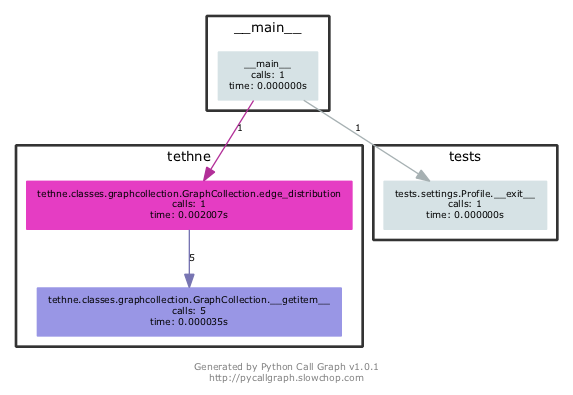 __main__
__main__
calls: 1
time: 0.000000s
1
1
tethne
tests
tethne.classes.graphcollection.GraphCollection.edge_distribution
calls: 1
time: 0.002007s
tests.settings.Profile.__exit__
calls: 1
time: 0.000000s
5
tethne.classes.graphcollection.GraphCollection.__getitem__
calls: 5
time: 0.000035s
Generated by Python Call Graph v1.0.1
http://pycallgraph.slowchop.com